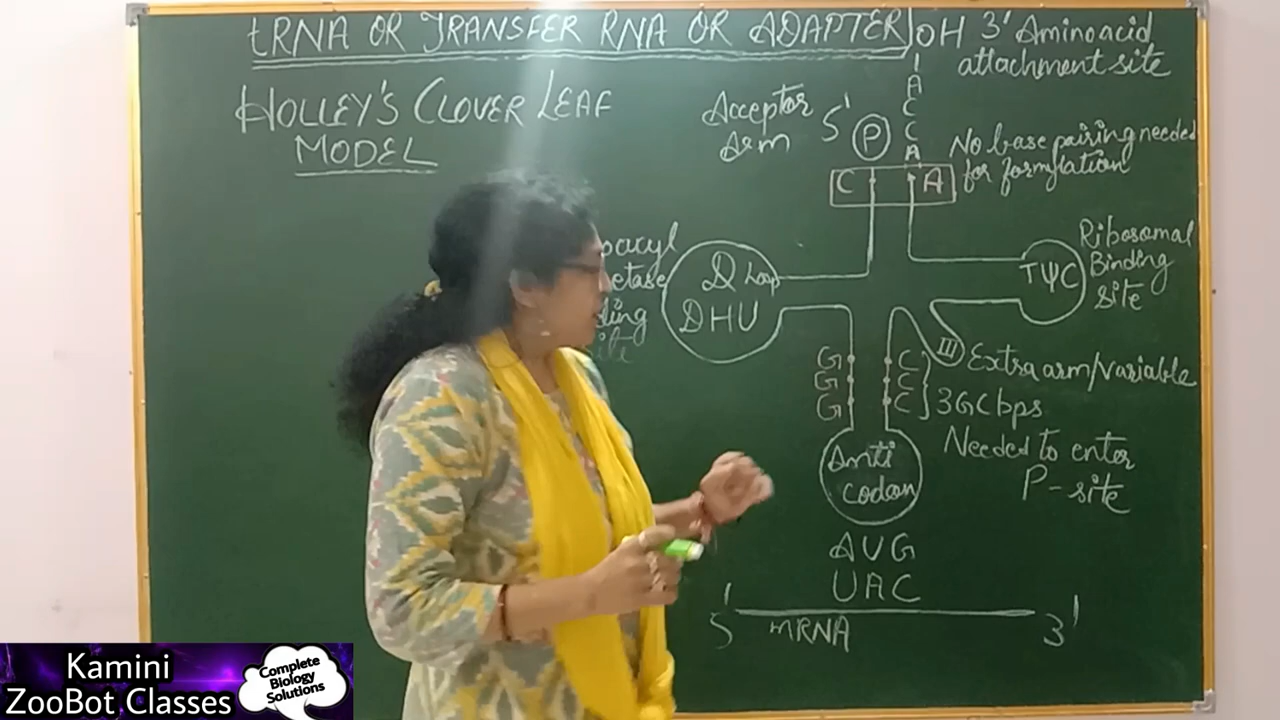 tRNA OR TRANSFER RNA OR ADAPTER
HOLLEY'S CLOVER LEAF
MODEL
OH 3' Aminoacid
attachment site
A
C
C
A
Acceptor
Arm
5'
P
C
A
No base pairing needed
for formylation
D Loop
DHU
TΨC
Ribosomal
Binding
site
III
Extra arm/variable
G C
G C
G C
3GC bps
Needed to enter
P-site
Anti
codon
AUG
UAC
5' mRNA 3'
Kamini
ZooBot Classes
Complete
Biology
Solutions